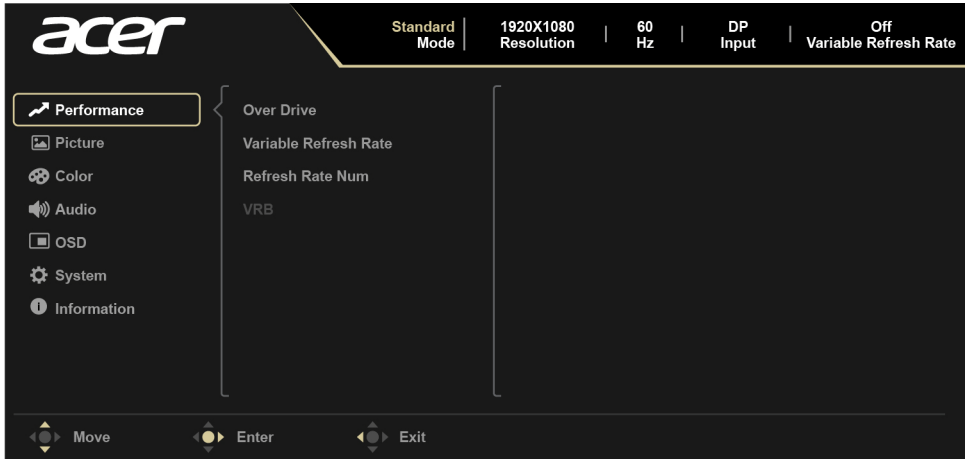 acer
Standard Mode
1920X1080 Resolution
60 Hz
DP Input
Off Variable Refresh Rate
Performance
Picture
Color
Audio
OSD
System
Information
Over Drive
Variable Refresh Rate
Refresh Rate Num
VRB
Move
Enter
Exit